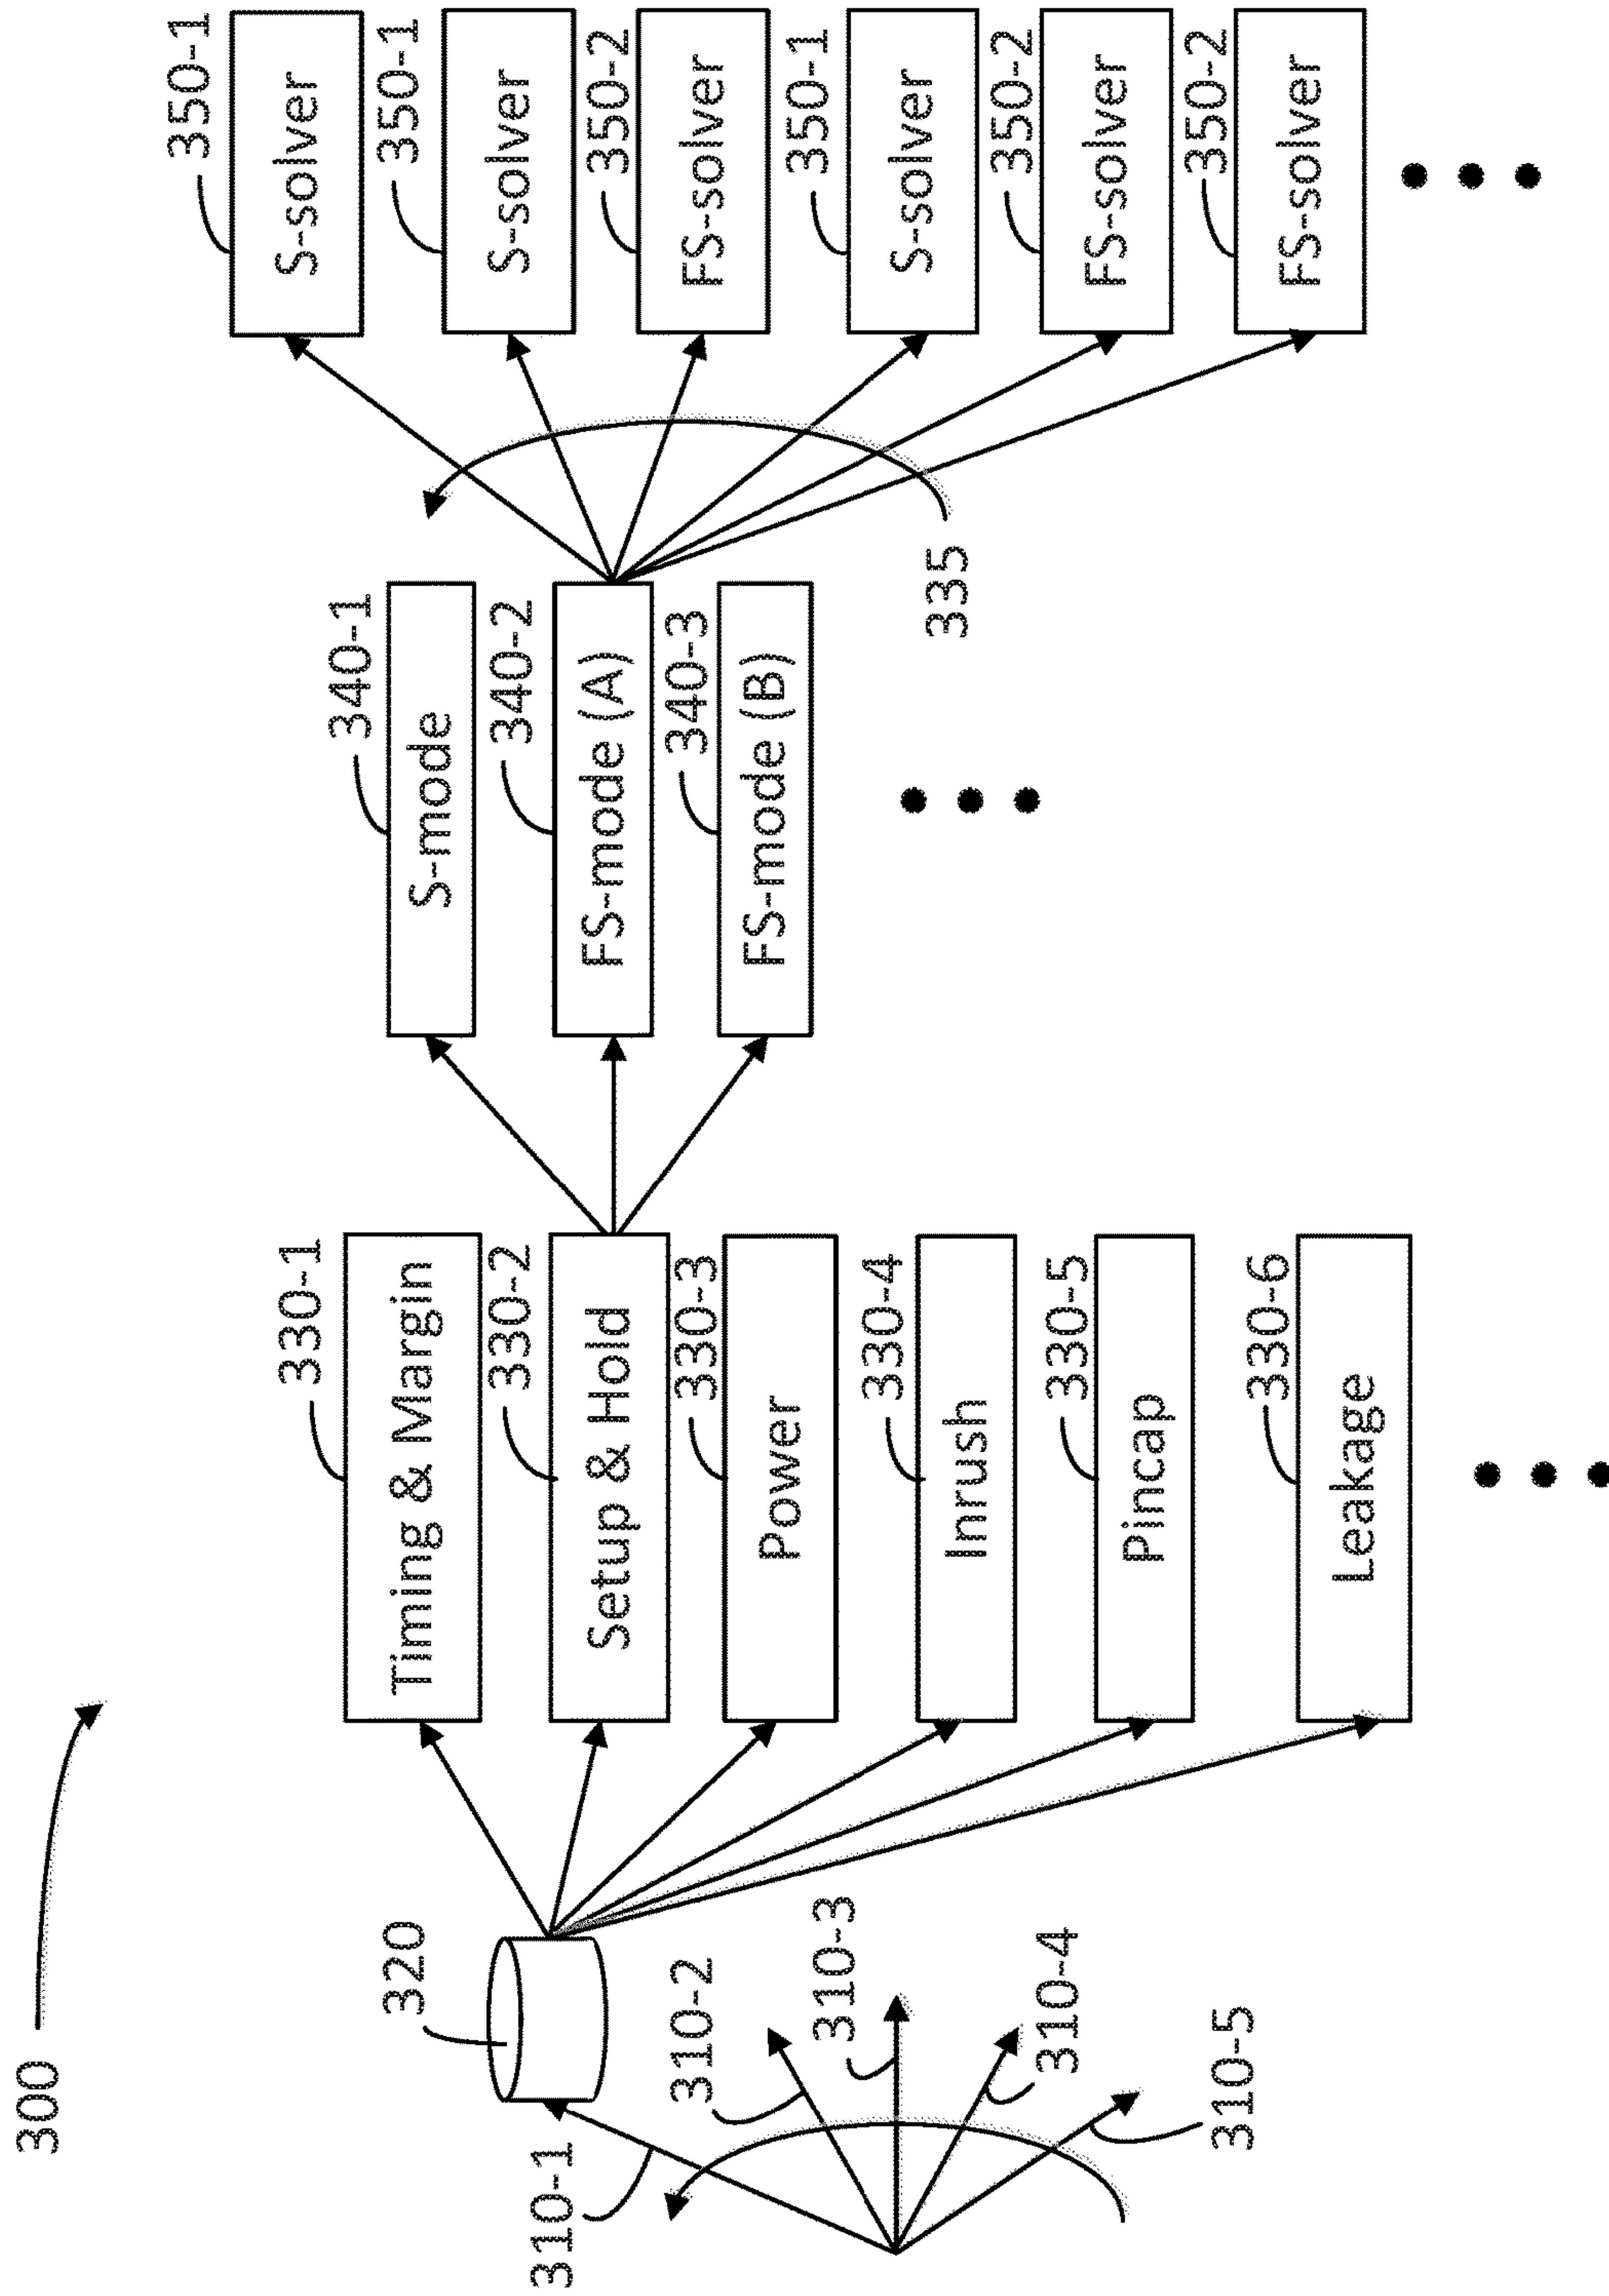 300
310-1
310-2
310-3
310-4
310-5
320
330-1
Timing & Margin
330-2
Setup & Hold
330-3
Power
330-4
Inrush
330-5
Pincap
330-6
Leakage
340-1
S-mode
340-2
FS-mode (A)
340-3
FS-mode (B)
335
350-1
S-solver
350-1
S-solver
350-2
FS-solver
350-1
S-solver
350-2
FS-solver
350-2
FS-solver